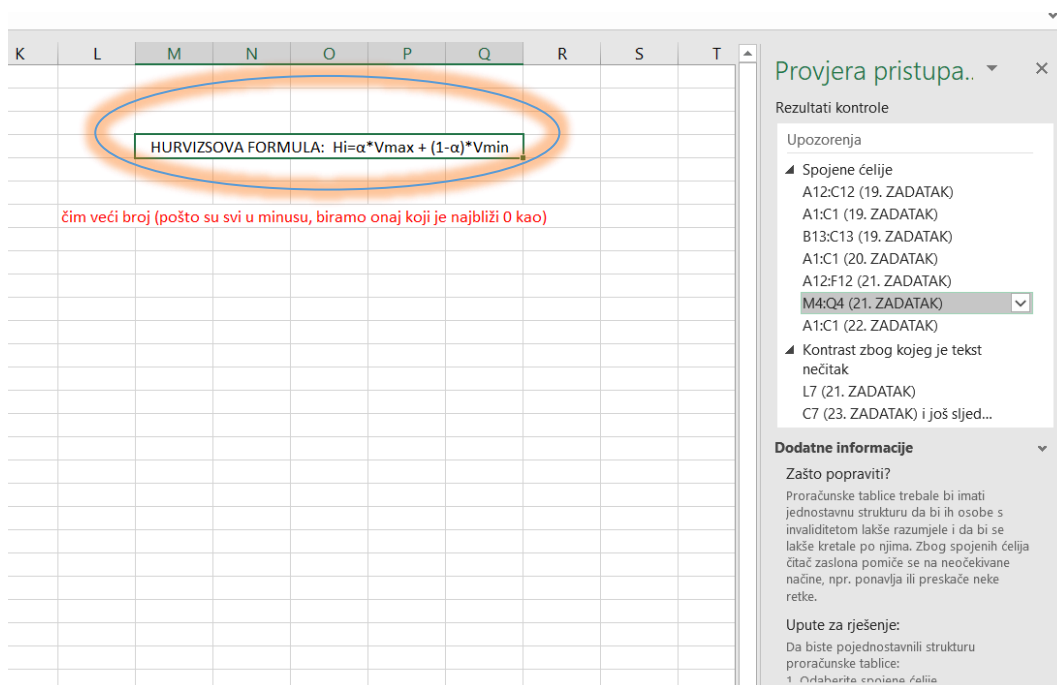 K L M N O P Q R S T
HURVIZSOVA FORMULA:  Hi=α*Vmax + (1-α)*Vmin
čim veći broj (pošto su svi u minusu, biramo onaj koji je najbliži 0 kao)
Provjera pristupa..
Rezultati kontrole
Upozorenja
Spojene ćelije
A12:C12 (19. ZADATAK)
A1:C1 (19. ZADATAK)
B13:C13 (19. ZADATAK)
A1:C1 (20. ZADATAK)
A12:F12 (21. ZADATAK)
M4:Q4 (21. ZADATAK)
A1:C1 (22. ZADATAK)
Kontrast zbog kojeg je tekst
nečitak
L7 (21. ZADATAK)
C7 (23. ZADATAK) i još sljed...
Dodatne informacije
Zašto popraviti?
Proračunske tablice trebale bi imati
jednostavnu strukturu da bi ih osobe s
invaliditetom lakše razumjele i da bi se
lakše kretale po njima. Zbog spojenih ćelija
čitač zaslona pomiče se na neočekivane
načine, npr. ponavlja ili preskače neke
retke.
Upute za rješenje:
Da biste pojednostavnili strukturu
proračunske tablice:
1. Odaberite spojene ćelije